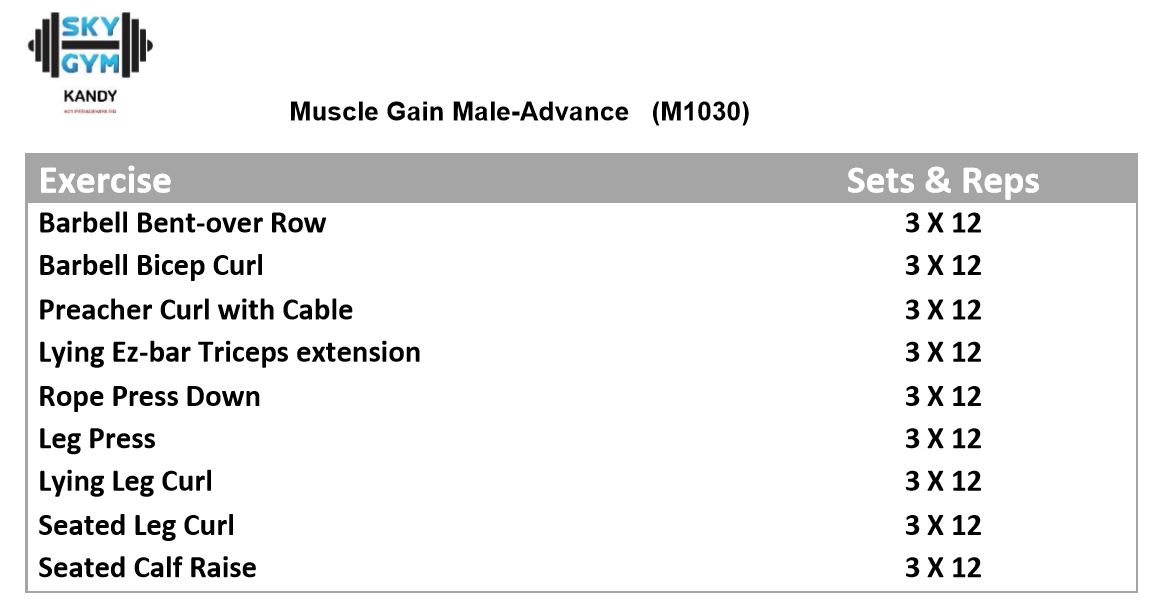 SKY
GYM
KANDY
Muscle Gain Male-Advance (M1030)
Exercise Sets & Reps
Barbell Bent-over Row 3 X 12
Barbell Bicep Curl 3 X 12
Preacher Curl with Cable 3 X 12
Lying Ez-bar Triceps extension 3 X 12
Rope Press Down 3 X 12
Leg Press 3 X 12
Lying Leg Curl 3 X 12
Seated Leg Curl 3 X 12
Seated Calf Raise 3 X 12